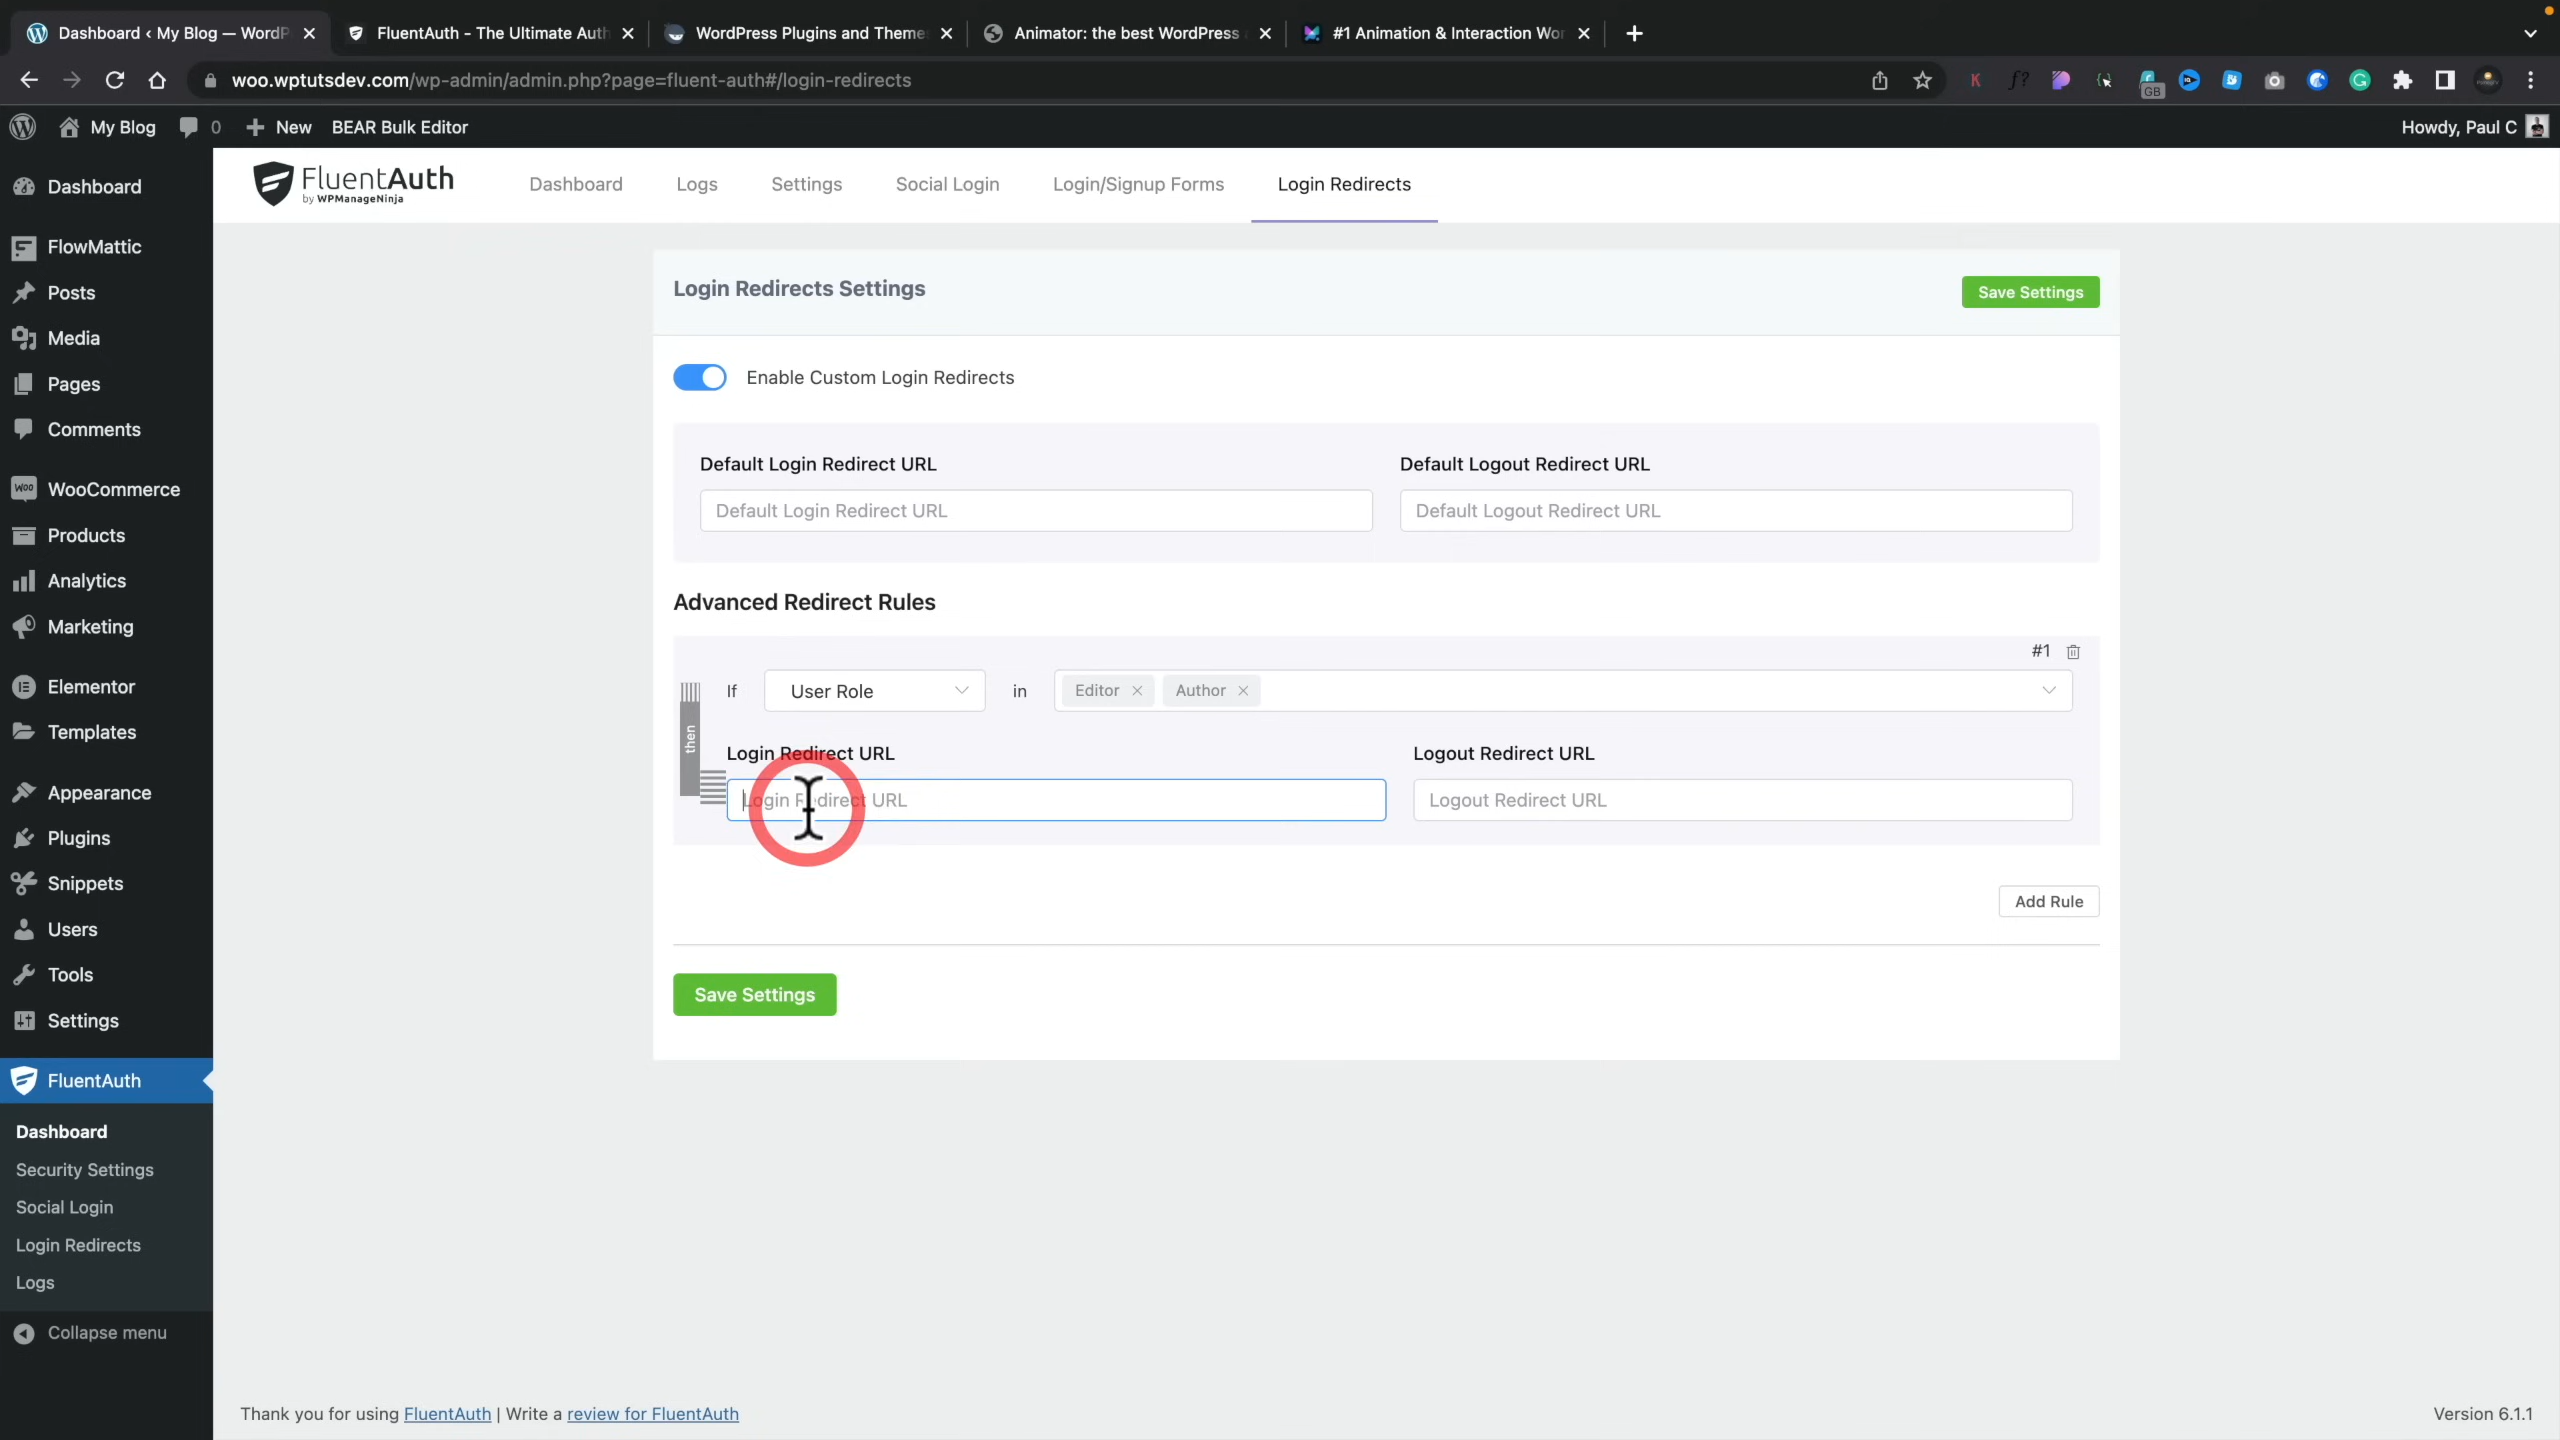 Dashboard ‹ My Blog — WordP
FluentAuth - The Ultimate Auth
WordPress Plugins and Theme
Animator: the best WordPress
#1 Animation & Interaction Wor
woo.wptutsdev.com/wp-admin/admin.php?page=fluent-auth#/login-redirects
GB
My Blog
0
New
BEAR Bulk Editor
Howdy, Paul C
Dashboard
FlowMattic
Posts
Media
Pages
Comments
WooCommerce
Products
Analytics
Marketing
Elementor
Templates
Appearance
Plugins
Snippets
Users
Tools
Settings
FluentAuth
Dashboard
Security Settings
Social Login
Login Redirects
Logs
Collapse menu
FluentAuth
by WPManageNinja
Dashboard
Logs
Settings
Social Login
Login/Signup Forms
Login Redirects
Login Redirects Settings
Save Settings
Enable Custom Login Redirects
Default Login Redirect URL
Default Logout Redirect URL
Default Login Redirect URL
Default Logout Redirect URL
Advanced Redirect Rules
#1
If
User Role
in
Editor
Author
then
Login Redirect URL
Logout Redirect URL
Login Redirect URL
Logout Redirect URL
Add Rule
Save Settings
Thank you for using FluentAuth | Write a review for FluentAuth
Version 6.1.1